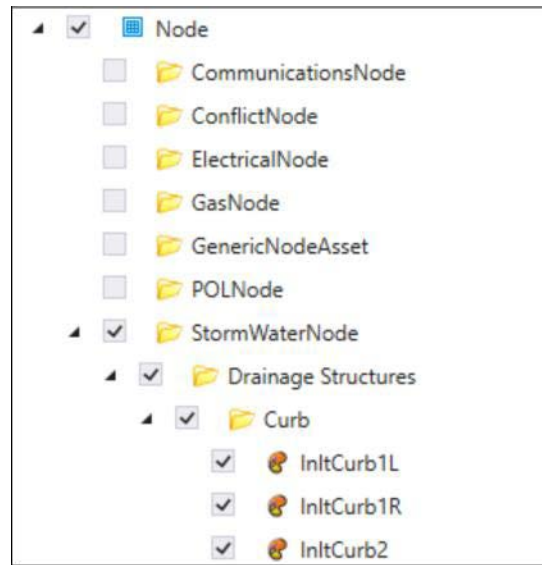 Node
CommunicationsNode
ConflictNode
ElectricalNode
GasNode
GenericNodeAsset
POLNode
StormWaterNode
Drainage Structures
Curb
InltCurb1L
InltCurb1R
InltCurb2